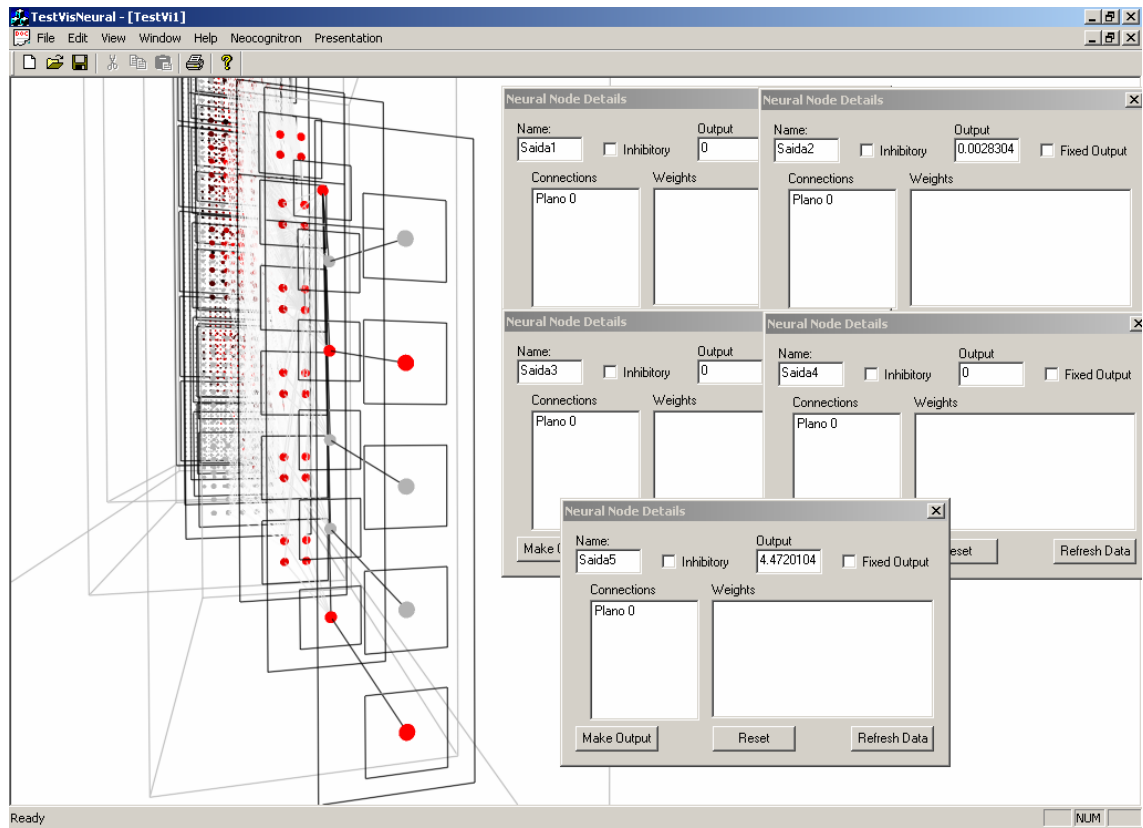 TestVisNeural - [TestVi1]
File Edit View Window Help Neocognitron Presentation
Neural Node Details
Name:
Output
Saida1
Inhibitory
0
Connections
Weights
Plano 0
Neural Node Details
Name:
Output
Saida2
Inhibitory
0.0028304
Fixed Output
Connections
Weights
Plano 0
Neural Node Details
Name:
Output
Saida3
Inhibitory
0
Connections
Weights
Plano 0
Neural Node Details
Name:
Output
Saida4
Inhibitory
0
Fixed Output
Connections
Weights
Plano 0
Refresh Data
Neural Node Details
Name:
Output
Saida5
Inhibitory
4.4720104
Fixed Output
Connections
Weights
Plano 0
Make Output
Reset
Refresh Data
Ready
NUM